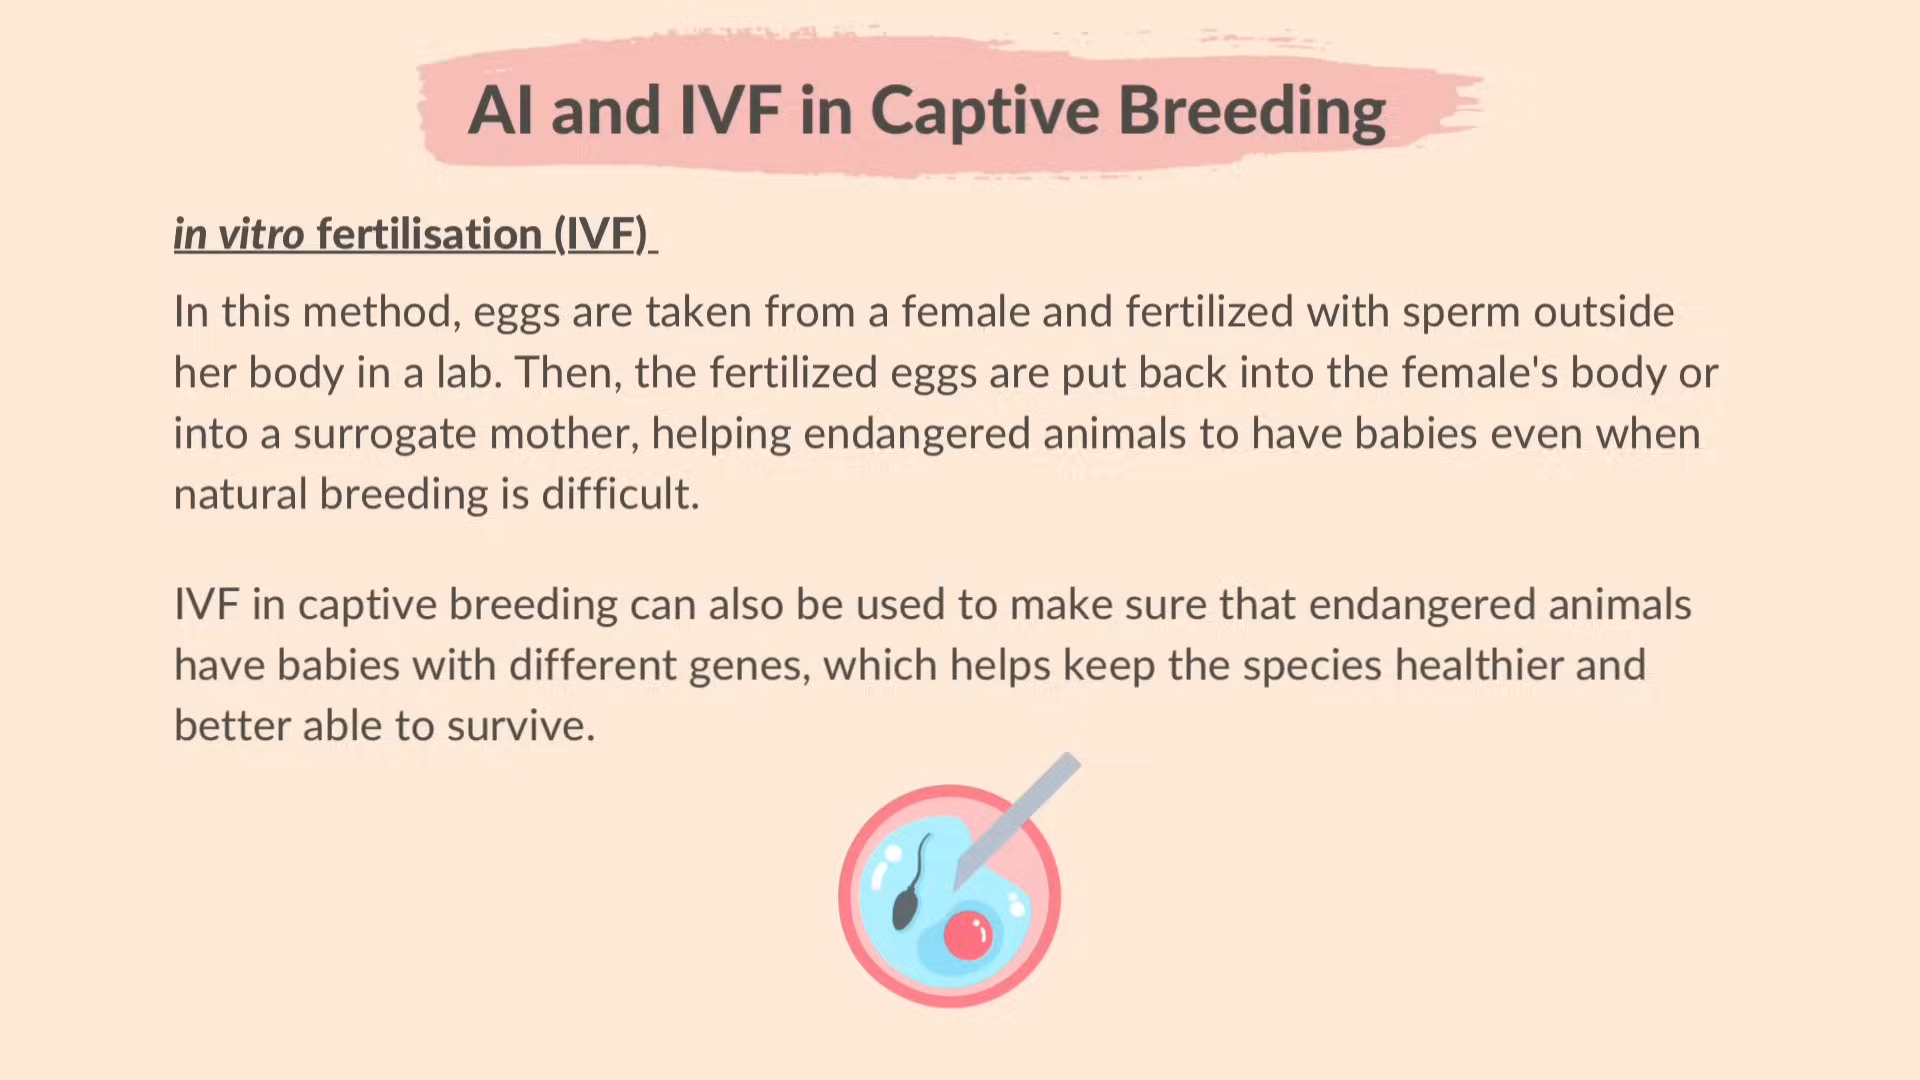 AI and IVF in Captive Breeding
in vitro fertilisation (IVF)
In this method, eggs are taken from a female and fertilized with sperm outside
her body in a lab. Then, the fertilized eggs are put back into the female's body or
into a surrogate mother, helping endangered animals to have babies even when
natural breeding is difficult.
IVF in captive breeding can also be used to make sure that endangered animals
have babies with different genes, which helps keep the species healthier and
better able to survive.